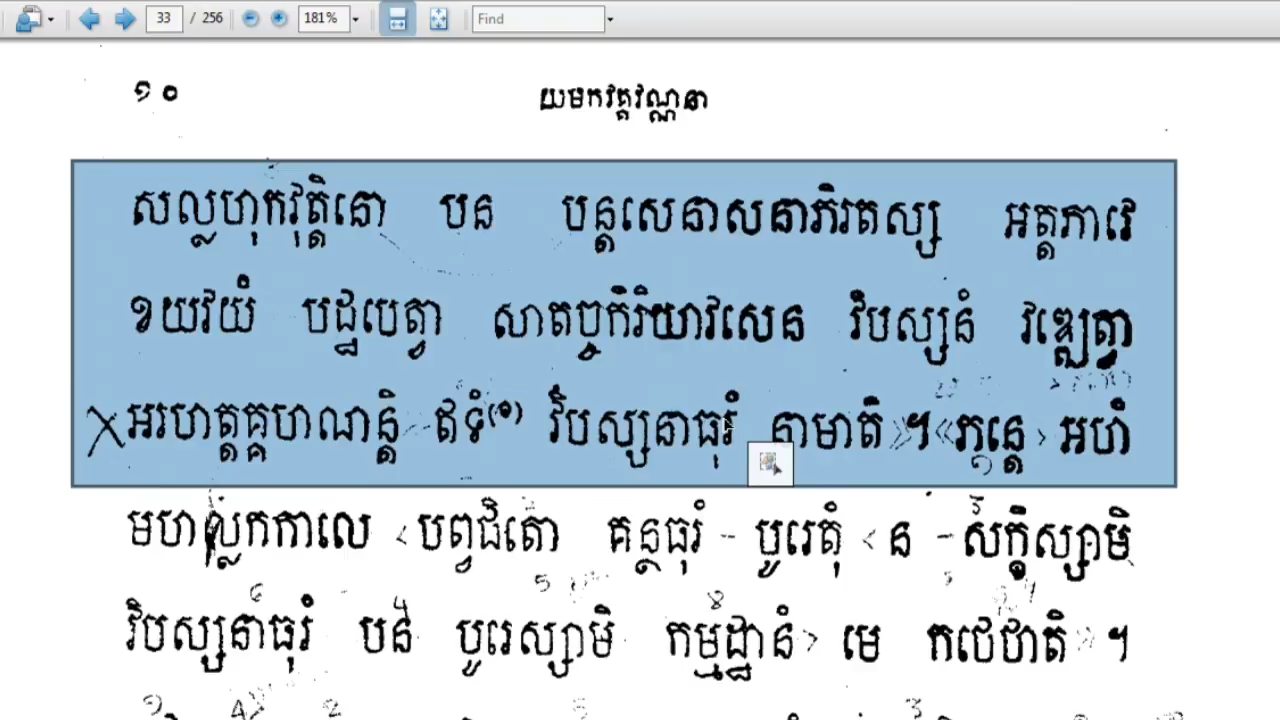 33 / 256 181% Find
១០ យមកវគ្គវណ្ណនា
សល្លហុកវុត្តិនោ បន បន្តសេនាសនាភិរតស្ស អត្តភាវេ
ខយវយំ បដ្ឋបេត្វា សាតច្ចកិរិយាវសេន វិបស្សនំ វឌ្ឍេត្វា
អរហត្តគ្គហណន្តិ ឥទំ(១) វិបស្សនាធុរំ នាមាតិ ។ ភន្តេ អហំ
មហល្លកកាលេ បព្វជិតោ គន្ថធុរំ បូរេតុំ ន សក្ខិស្សាមិ
វិបស្សនាធុរំ បន បូរេស្សាមិ កម្មដ្ឋានំ មេ កថេថាតិ ។